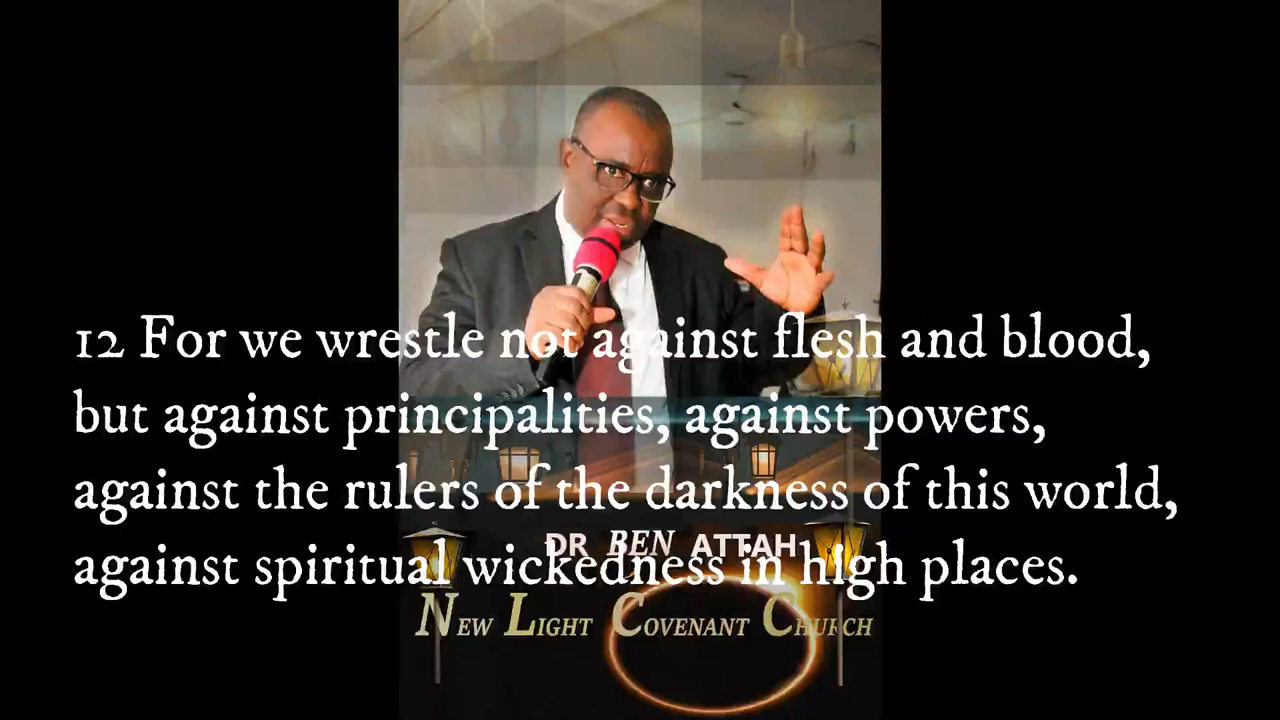 12 For we wrestle not against flesh and blood,
but against principalities, against powers,
against the rulers of the darkness of this world,
against spiritual wickedness in high places.
DR BEN ATTAH
NEW LIGHT COVENANT CHURCH